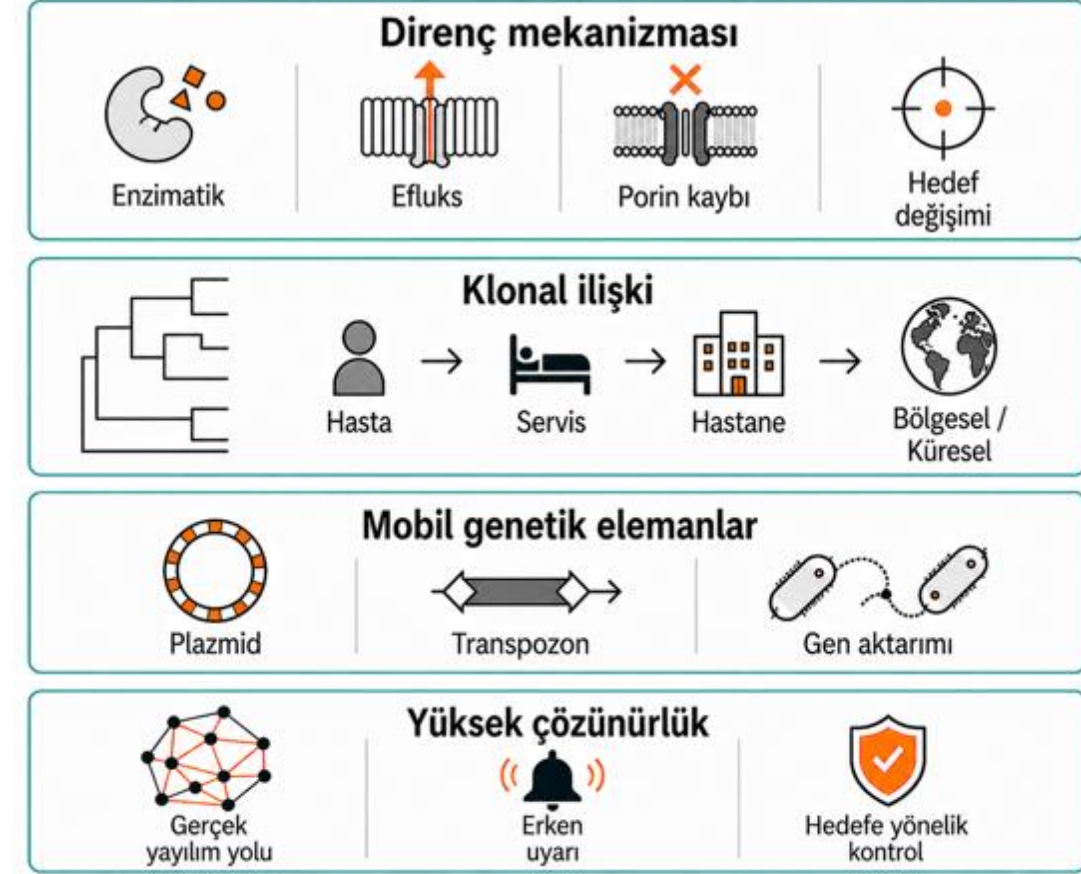 Direnç mekanizması
Enzimatik
Efluks
Porin kaybı
Hedef
değişimi
Klonal ilişki
Hasta
Servis
Hastane
Bölgesel /
Küresel
Mobil genetik elemanlar
Plazmid
Transpozon
Gen aktarımı
Yüksek çözünürlük
Gerçek
yayılım yolu
Erken
uyarı
Hedefe yönelik
kontrol